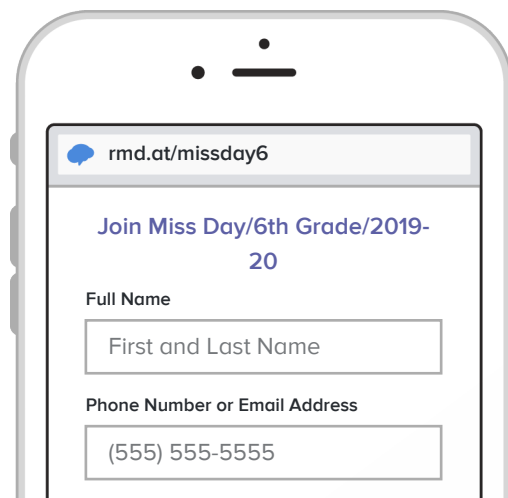 rmd.at/missday6
Join Miss Day/6th Grade/2019-
20
Full Name
First and Last Name
Phone Number or Email Address
(555) 555-5555